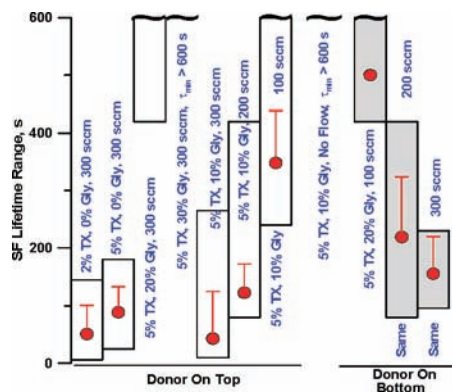 SF Lifetime Range, s
600
400
200
0
2% TX, 0% Gly, 300 sccm
5% TX, 0% Gly, 300 sccm
5% TX, 20% Gly, 300 sccm
5% TX, 30% Gly, 300 sccm, τmin > 600 s
5% TX, 10% Gly, 300 sccm
5% TX, 10% Gly, 200 sccm
5% TX, 10% Gly
100 sccm
5% TX, 10% Gly, No Flow, τmin > 600 s
5% TX, 20% Gly, 100 sccm
Same
200 sccm
Same
300 sccm
Donor On Top
Donor On
Bottom